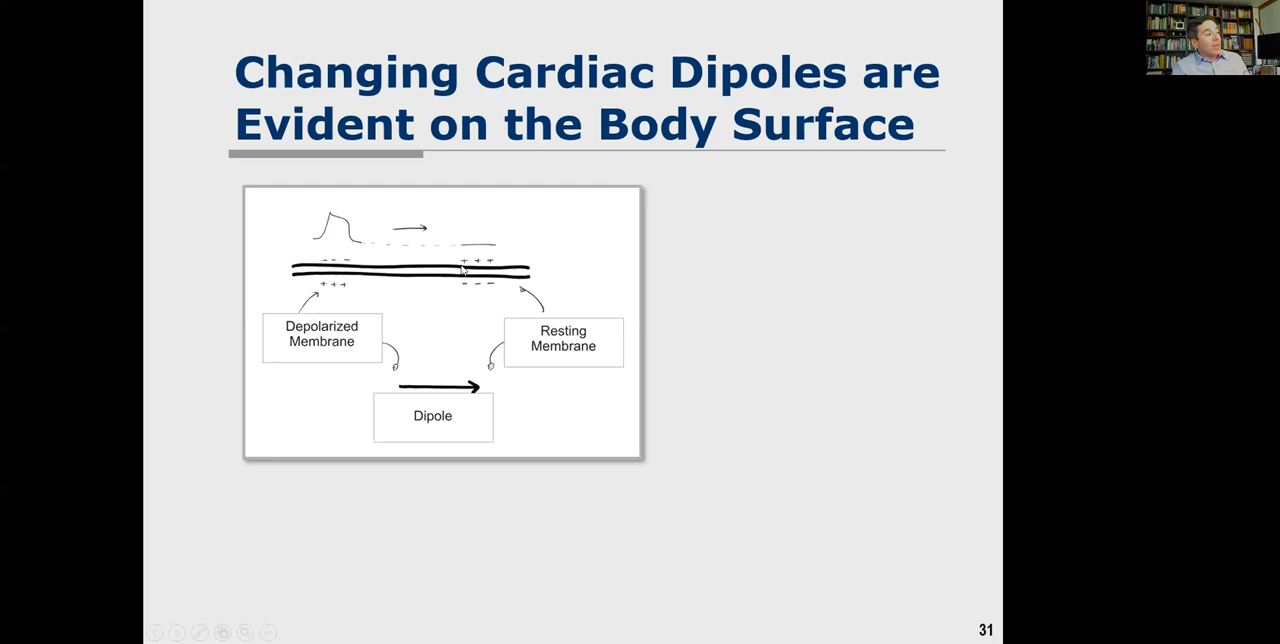 Changing Cardiac Dipoles are
Evident on the Body Surface
- - -
+ + +
+ + +
- - -
Depolarized
Membrane
Resting
Membrane
Dipole
31